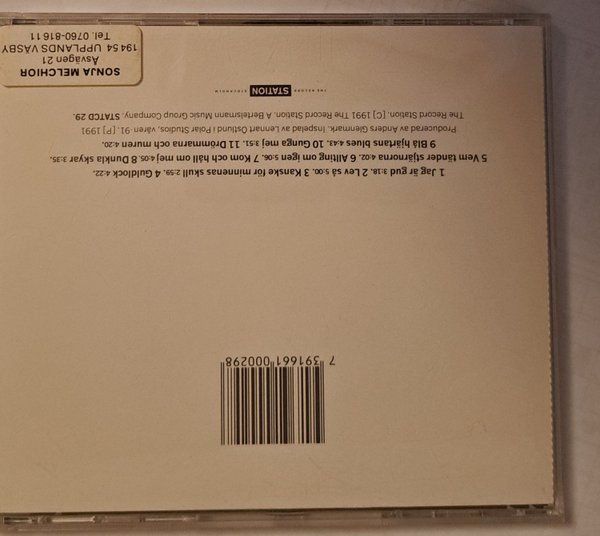 7 391661 000298
1 Jag är gud 3:18. 2 Lev så 5:00. 3 Kanske för minnenas skull 2:59. 4 Guldlock 4:22.
5 Vem tänder stjärnorna 4:02. 6 Allting om igen 5:06. 7 Kom och håll om mej 4:05. 8 Dunkla skyar 3:35.
9 Blå hjärtans blues 4:43. 10 Gunga mej 3:51. 11 Drömmarna och muren 4:20.
Producerad av Anders Glenmark. Inspelad av Lennart Östlund i Polar Studios, våren -91. [P] 1991
The Record Station. [C] 1991 The Record Station. A Bertelsmann Music Group Company. STATCD 29.
THE RECORD STATION STOCKHOLM
SONJA MELCHIOR
Åsvägen 21
194 54 UPPLANDS VÄSBY
Tel. 0760-816 11